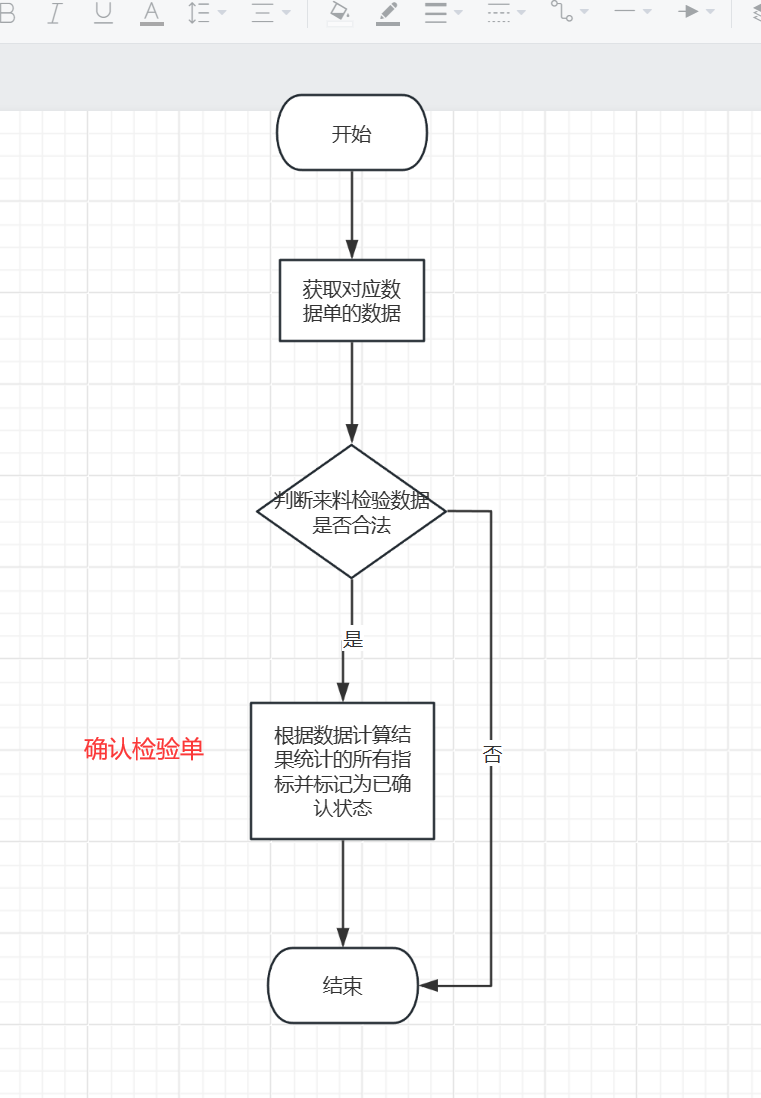 B I U A
开始
获取对应数
据单的数据
判断来料检验数据
是否合法
是
确认检验单
根据数据计算结
果统计的所有指
标并标记为已确
认状态
否
结束